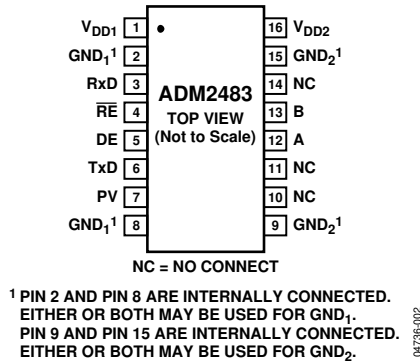 VDD1 1 16 VDD2
GND1¹ 2 15 GND2¹
RxD 3 14 NC
R̅E̅ 4 13 B
DE 5 12 A
TxD 6 11 NC
PV 7 10 NC
GND1¹ 8 9 GND2¹
ADM2483
TOP VIEW
(Not to Scale)
NC = NO CONNECT
¹ PIN 2 AND PIN 8 ARE INTERNALLY CONNECTED.
EITHER OR BOTH MAY BE USED FOR GND1.
PIN 9 AND PIN 15 ARE INTERNALLY CONNECTED.
EITHER OR BOTH MAY BE USED FOR GND2.
04736-002